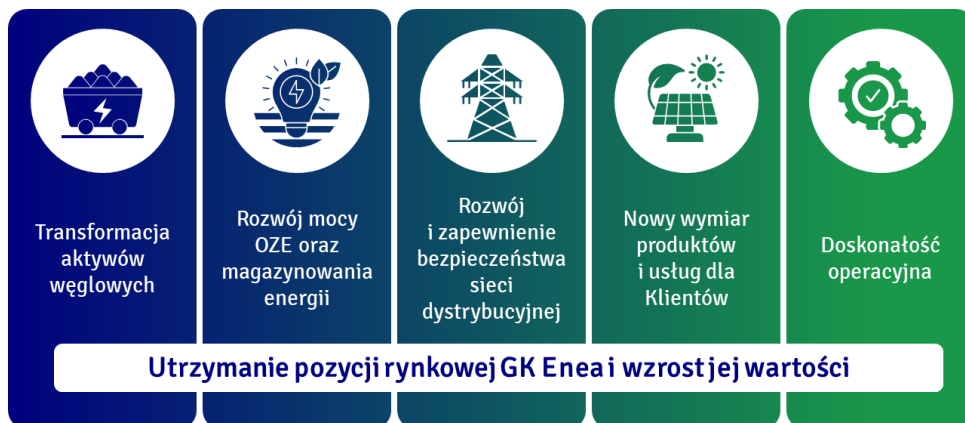 Transformacja
aktywów
węglowych
Rozwój mocy
OZE oraz
magazynowania
energii
Rozwój
i zapewnienie
bezpieczeństwa
sieci
dystrybucyjnej
Nowy wymiar
produktów
i usług dla
Klientów
Doskonałość
operacyjna
Utrzymanie pozycji rynkowej GK Enea i wzrost jej wartości